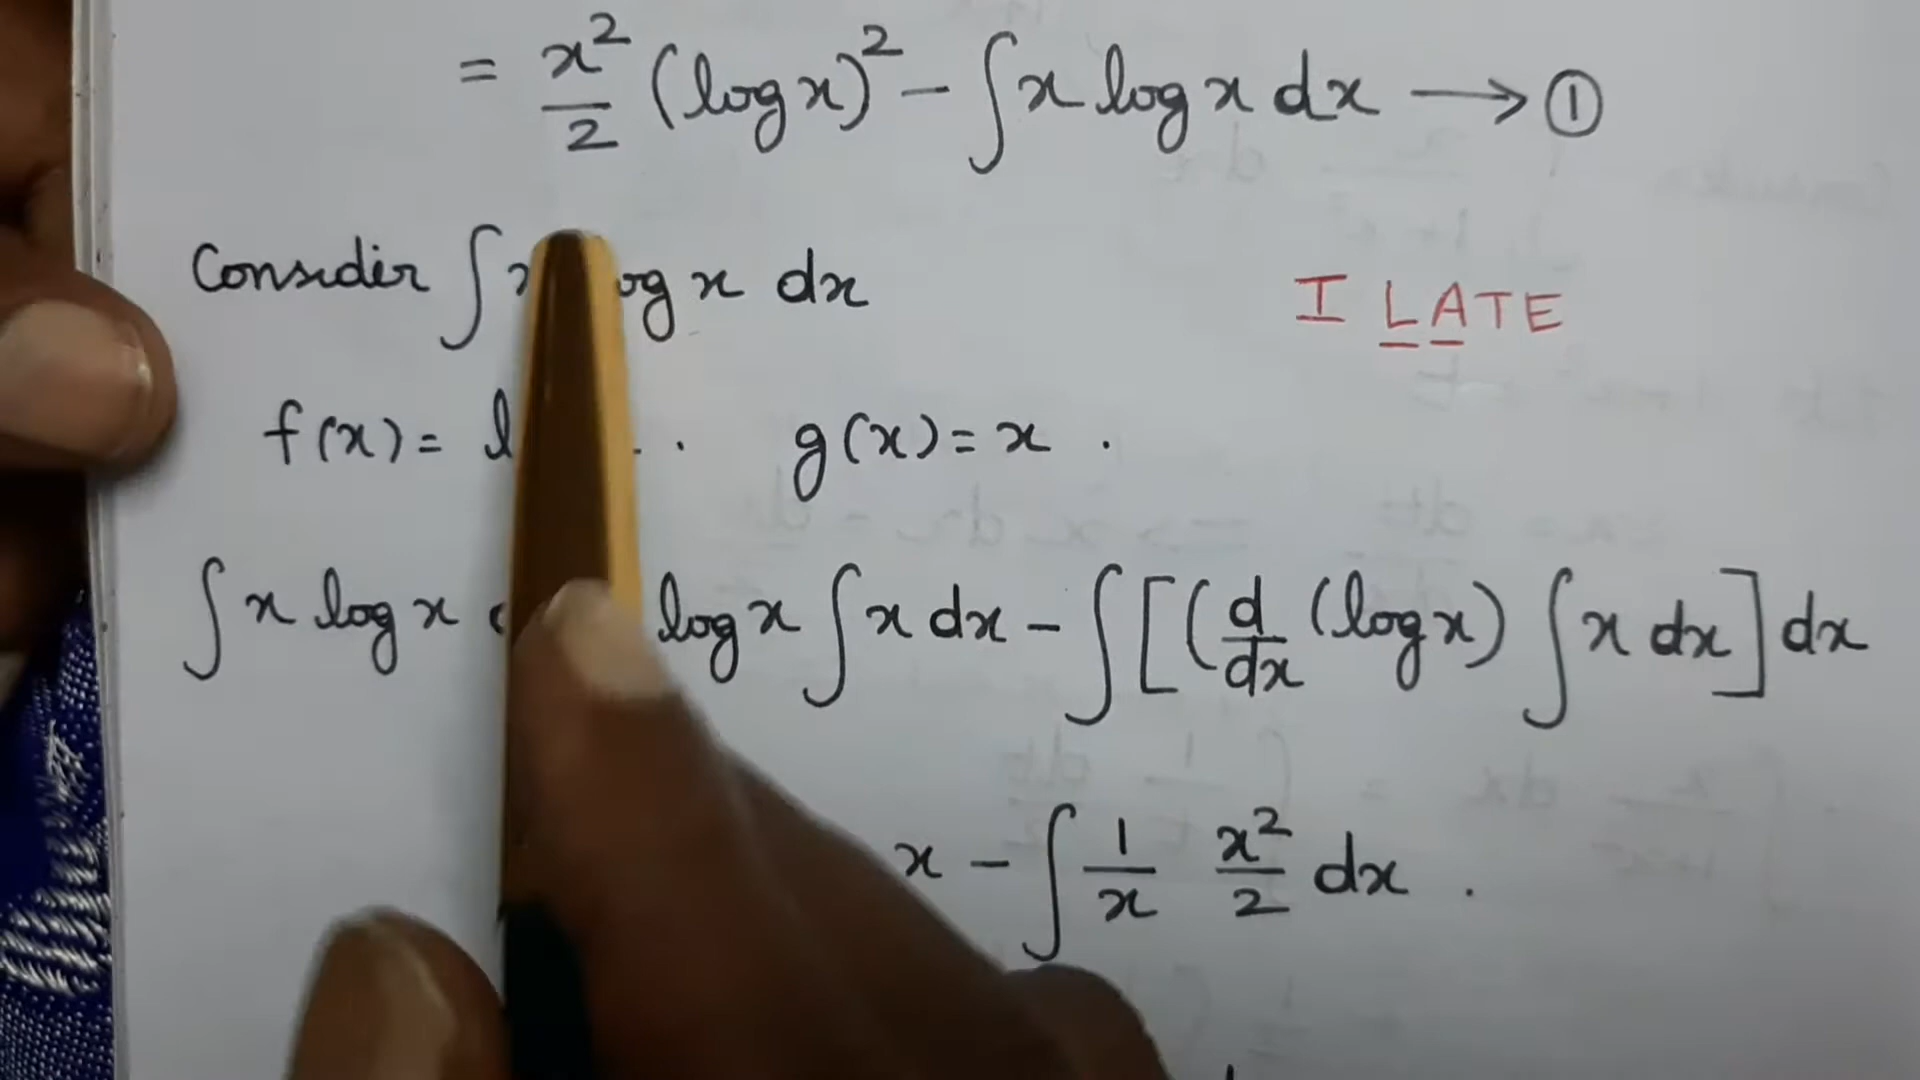 = x²/2 (log x)² - ∫ x log x dx → ①
Consider ∫ x log x dx
I LATE
f(x) = l . . g(x) = x .
∫ x log x log x ∫ x dx - ∫ [ ( d/dx (log x) ∫ x dx ] dx
x - ∫ 1/x x²/2 dx .